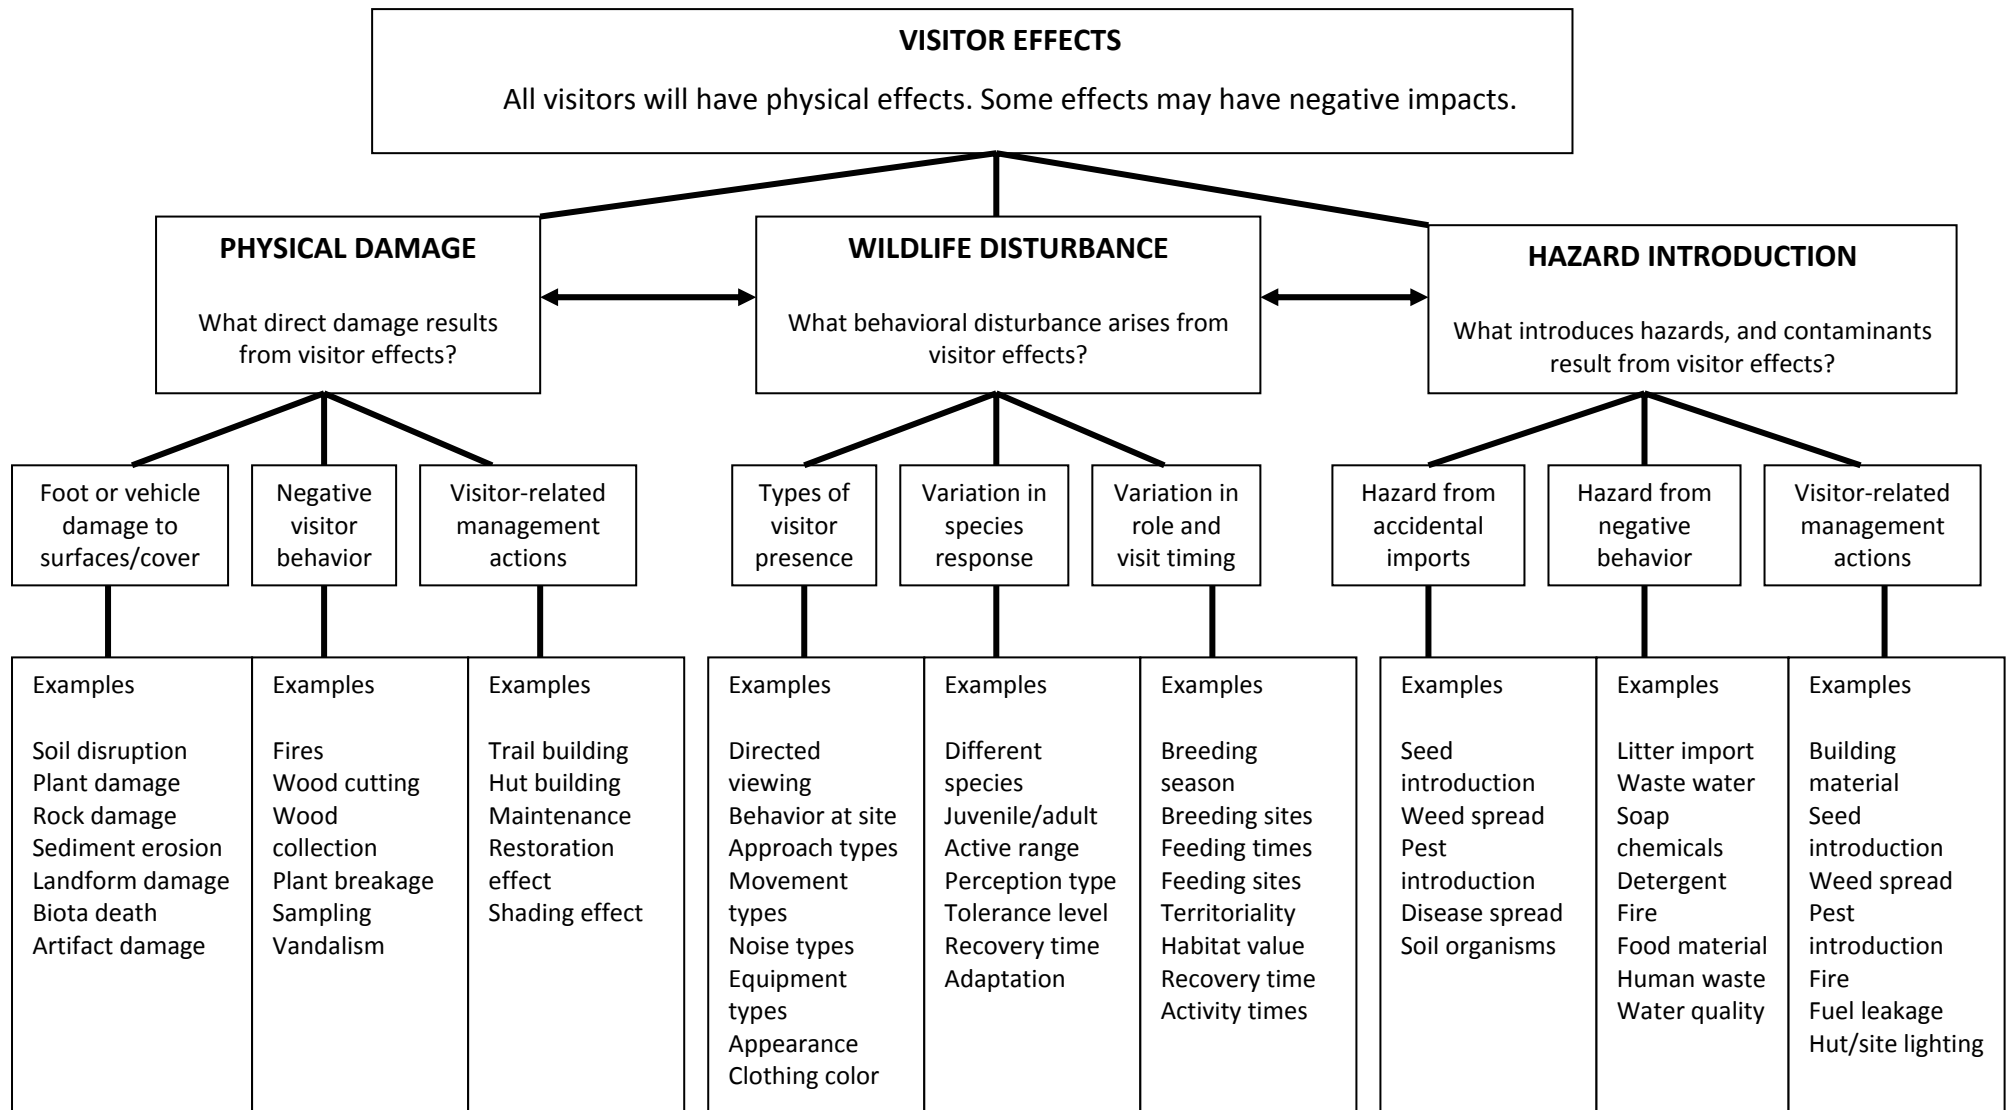 VISITOR EFFECTS
All visitors will have physical effects. Some effects may have negative impacts.
PHYSICAL DAMAGE
What direct damage results
from visitor effects?
WILDLIFE DISTURBANCE
What behavioral disturbance arises from
visitor effects?
HAZARD INTRODUCTION
What introduces hazards, and contaminants
result from visitor effects?
Foot or vehicle
damage to
surfaces/cover
Negative
visitor
behavior
Visitor-related
management
actions
Types of
visitor
presence
Variation in
species
response
Variation in
role and
visit timing
Hazard from
accidental
imports
Hazard from
negative
behavior
Visitor-related
management
actions
Examples
Soil disruption
Plant damage
Rock damage
Sediment erosion
Landform damage
Biota death
Artifact damage
Examples
Fires
Wood cutting
Wood
collection
Plant breakage
Sampling
Vandalism
Examples
Trail building
Hut building
Maintenance
Restoration
effect
Shading effect
Examples
Directed
viewing
Behavior at site
Approach types
Movement
types
Noise types
Equipment
types
Appearance
Clothing color
Examples
Different
species
Juvenile/adult
Active range
Perception type
Tolerance level
Recovery time
Adaptation
Examples
Breeding
season
Breeding sites
Feeding times
Feeding sites
Territoriality
Habitat value
Recovery time
Activity times
Examples
Seed
introduction
Weed spread
Pest
introduction
Disease spread
Soil organisms
Examples
Litter import
Waste water
Soap
chemicals
Detergent
Fire
Food material
Human waste
Water quality
Examples
Building
material
Seed
introduction
Weed spread
Pest
introduction
Fire
Fuel leakage
Hut/site lighting